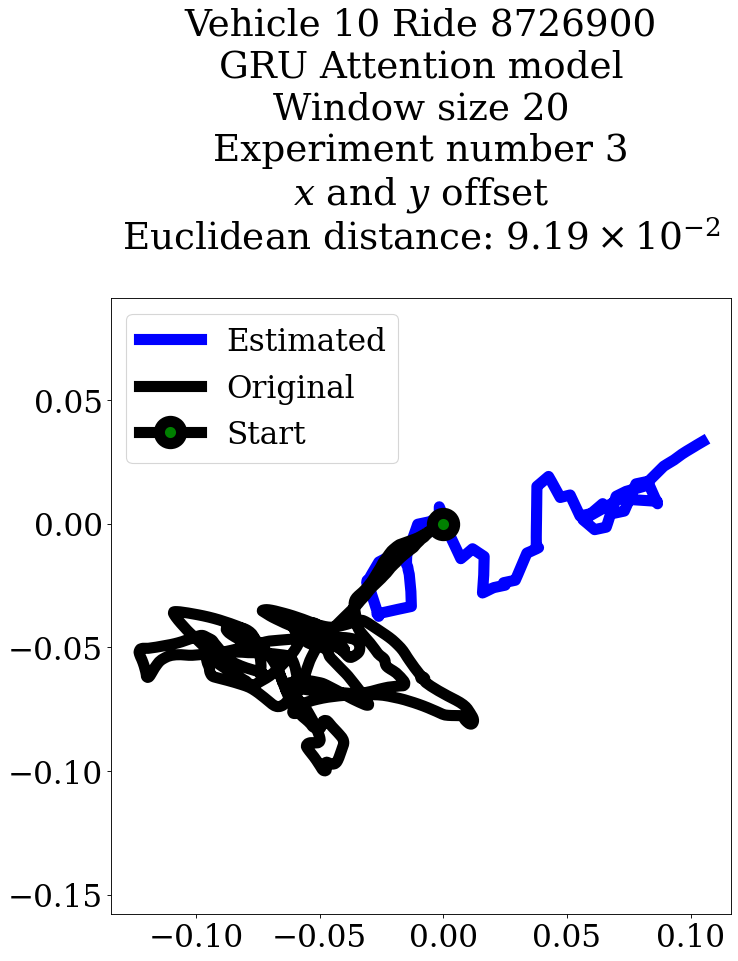 Vehicle 10 Ride 8726900
GRU Attention model
Window size 20
Experiment number 3
x and y offset
Euclidean distance: 9.19 × 10⁻²
Estimated
Original
Start
0.05
0.00
−0.05
−0.10
−0.15
−0.10 −0.05 0.00 0.05 0.10